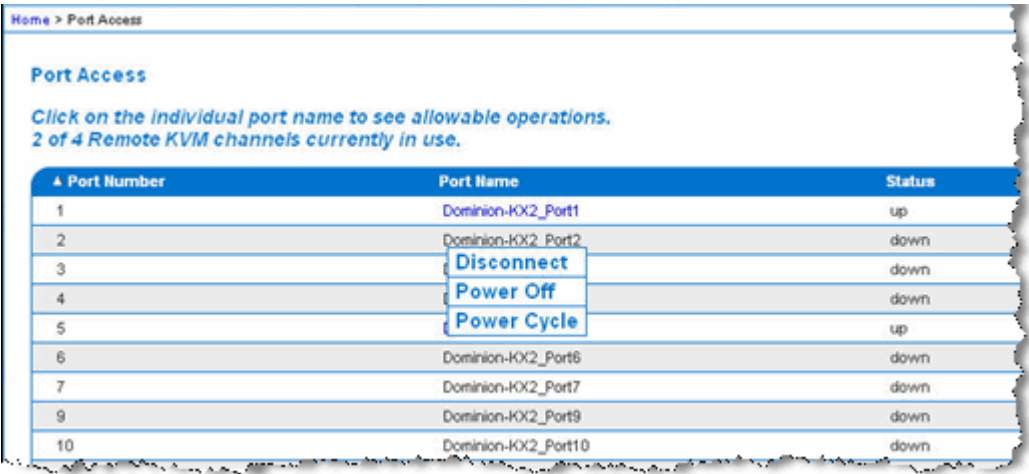 Home > Port Access
Port Access
Click on the individual port name to see allowable operations.
2 of 4 Remote KVM channels currently in use.
▲ Port Number Port Name Status
1 Dominion-KX2_Port1 up
2 Dominion-KX2_Port2 down
Disconnect
3 down
Power Off
4 down
Power Cycle
5 up
6 Dominion-KX2_Port6 down
7 Dominion-KX2_Port7 down
9 Dominion-KX2_Port9 down
10 Dominion-KX2_Port10 down